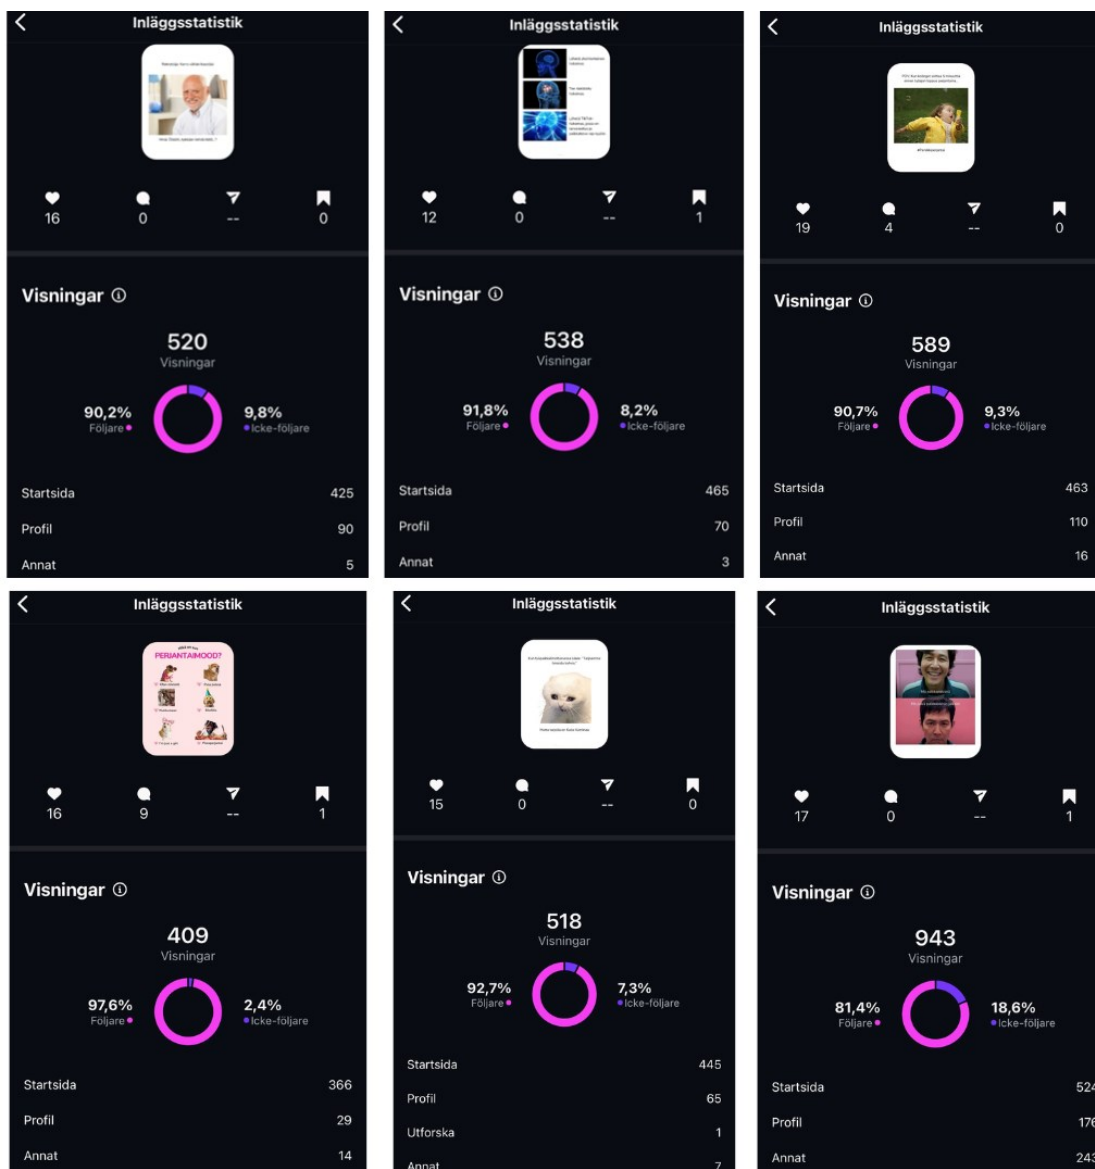 Inläggsstatistik
16 0 -- 0
Visningar
520
Visningar
90,2%
Följare
9,8%
Icke-följare
Startsida 425
Profil 90
Annat 5
Inläggsstatistik
12 0 -- 1
Visningar
538
Visningar
91,8%
Följare
8,2%
Icke-följare
Startsida 465
Profil 70
Annat 3
Inläggsstatistik
19 4 -- 0
Visningar
589
Visningar
90,7%
Följare
9,3%
Icke-följare
Startsida 463
Profil 110
Annat 16
Inläggsstatistik
PERJANTAIMOOD?
16 9 -- 1
Visningar
409
Visningar
97,6%
Följare
2,4%
Icke-följare
Startsida 366
Profil 29
Annat 14
Inläggsstatistik
15 0 -- 0
Visningar
518
Visningar
92,7%
Följare
7,3%
Icke-följare
Startsida 445
Profil 65
Utforska 1
Annat 7
Inläggsstatistik
17 0 -- 1
Visningar
943
Visningar
81,4%
Följare
18,6%
Icke-följare
Startsida 524
Profil 176
Annat 243